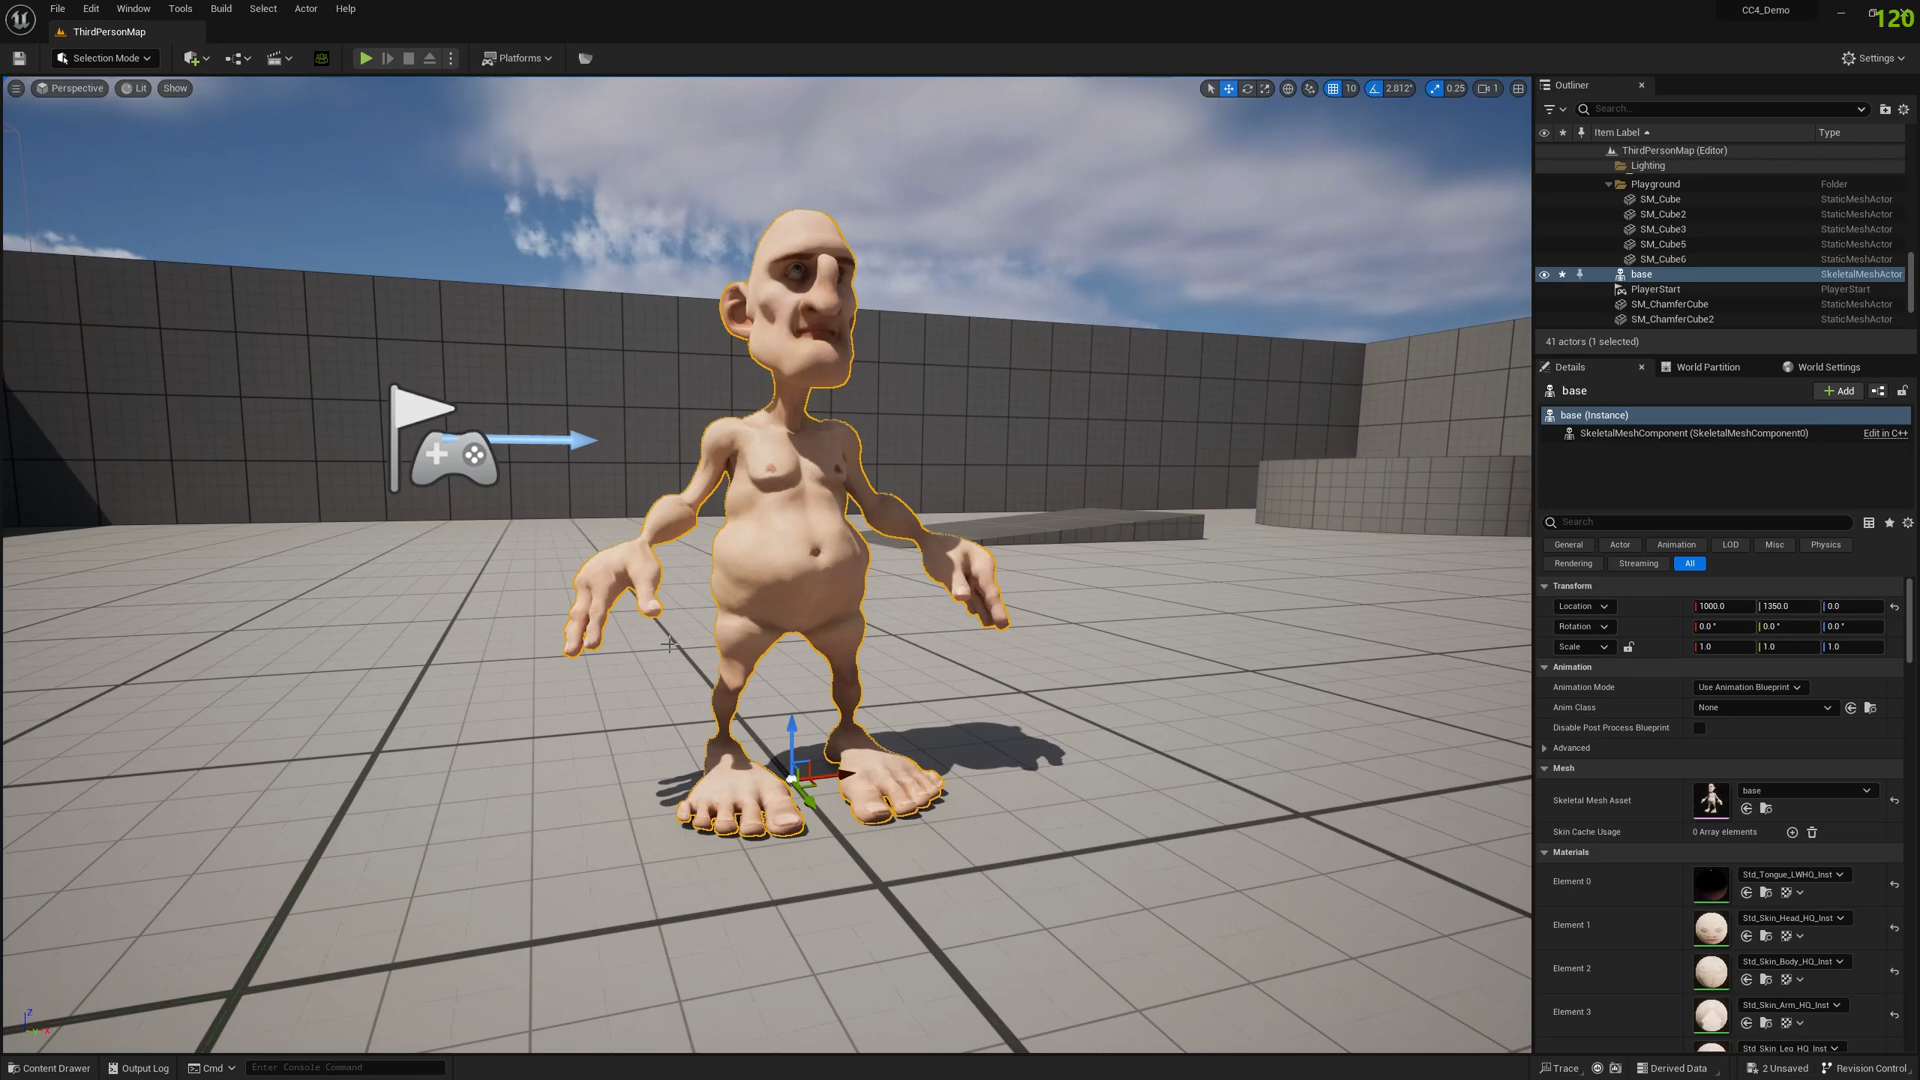 File Edit Window Tools Build Select Actor Help
CC4_Demo
120
ThirdPersonMap
Selection Mode
Platforms
Settings
Perspective Lit Show
10 2.812° 0.25 1
Outliner
Search...
Item Label Type
ThirdPersonMap (Editor)
Lighting
Playground Folder
SM_Cube StaticMeshActor
SM_Cube2 StaticMeshActor
SM_Cube3 StaticMeshActor
SM_Cube5 StaticMeshActor
SM_Cube6 StaticMeshActor
base SkeletalMeshActor
PlayerStart PlayerStart
SM_ChamferCube StaticMeshActor
SM_ChamferCube2 StaticMeshActor
41 actors (1 selected)
Details World Partition World Settings
base Add
base (Instance)
SkeletalMeshComponent (SkeletalMeshComponent0) Edit in C++
Search
General Actor Animation LOD Misc Physics
Rendering Streaming All
Transform
Location 1000.0 1350.0 0.0
Rotation 0.0 ° 0.0 ° 0.0 °
Scale 1.0 1.0 1.0
Animation
Animation Mode Use Animation Blueprint
Anim Class None
Disable Post Process Blueprint
Advanced
Mesh
Skeletal Mesh Asset base
Skin Cache Usage 0 Array elements
Materials
Element 0 Std_Tongue_LWHQ_Inst
Element 1 Std_Skin_Head_HQ_Inst
Element 2 Std_Skin_Body_HQ_Inst
Element 3 Std_Skin_Arm_HQ_Inst
Std_Skin_Leg_HQ_Inst
Z
Y X
Content Drawer Output Log Cmd Enter Console Command
Trace Derived Data 2 Unsaved Revision Control